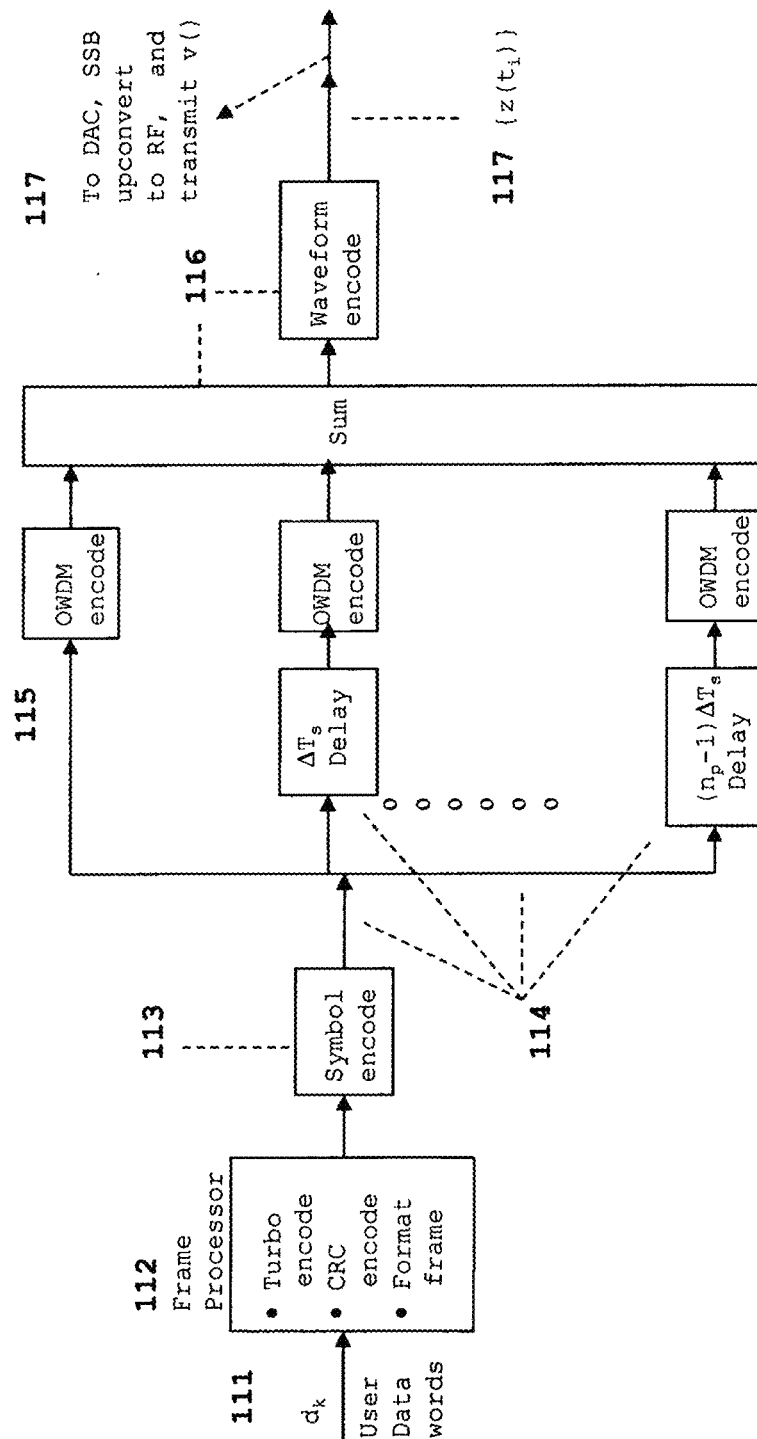 111
d_k
User
Data
words
112
Frame
Processor
• Turbo
encode
• CRC
encode
• Format
frame
113
Symbol
encode
114
115
OWDM
encode
ΔT_s
Delay
OWDM
encode
(n_p-1)ΔT_s
Delay
OWDM
encode
Sum
116
Waveform
encode
117
To DAC, SSB
upconvert
to RF, and
transmit v()
117 {z(t_i)}